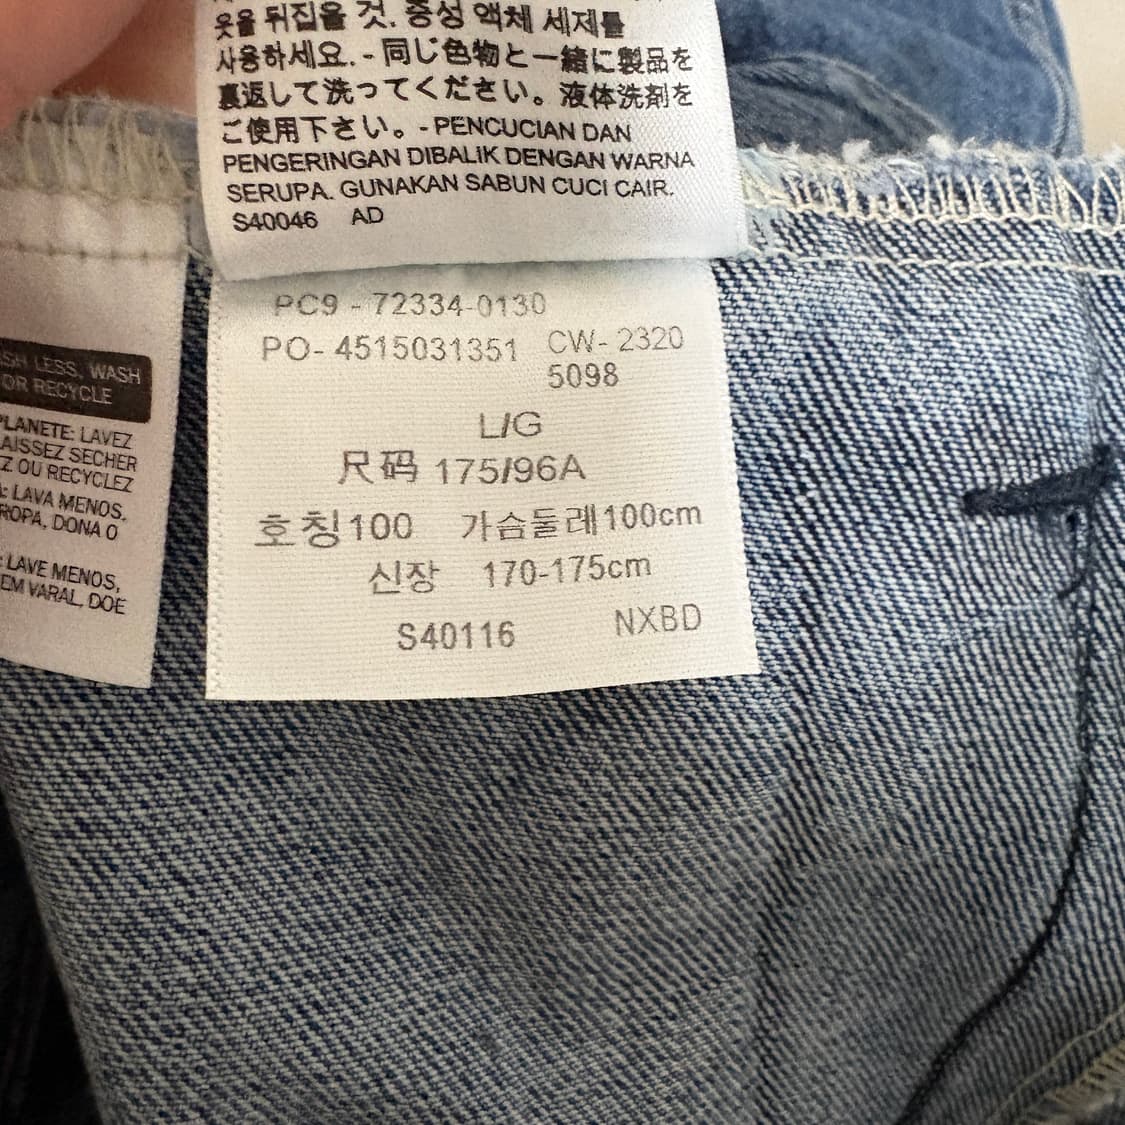 옷을 뒤집을 것. 중성 액체 세제를
사용하세요. - 同じ色物と一緒に製品を
裏返して洗ってください。液体洗剤を
ご使用下さい。- PENCUCIAN DAN
PENGERINGAN DIBALIK DENGAN WARNA
SERUPA. GUNAKAN SABUN CUCI CAIR.
S40046 AD
PC9 - 72334-0130
PO- 4515031351 CW- 2320
5098
L/G
尺码 175/96A
호칭100 가슴둘레100cm
신장 170-175cm
S40116 NXBD
LESS, WASH
OR RECYCLE
LAVEZ
SECHER
OU RECYCLEZ
LAVA MENOS,
DONA O
LAVE MENOS,
EM VARAL, DOE